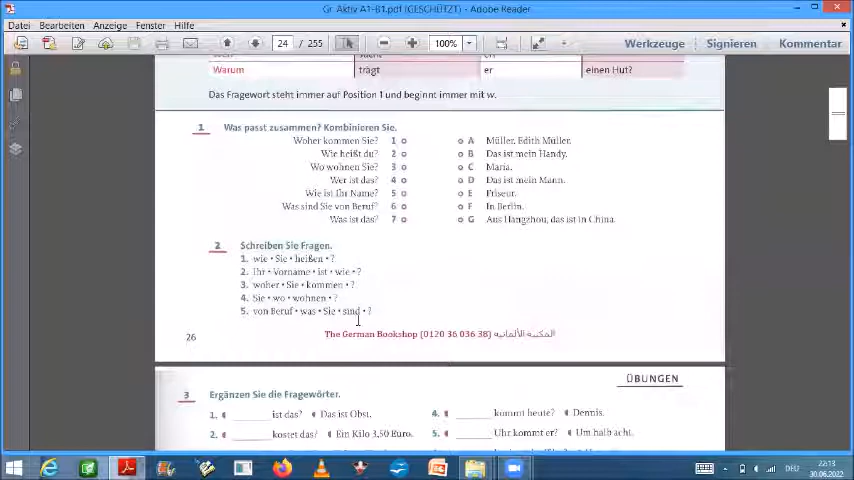 Gr. Aktiv A1-B1.pdf (GESCHÜTZT) - Adobe Reader
Datei Bearbeiten Anzeige Fenster Hilfe
24 / 255 100% Werkzeuge Signieren Kommentar
trägt er
Warum trägt er einen Hut?
Das Fragewort steht immer auf Position 1 und beginnt immer mit w.
1 Was passt zusammen? Kombinieren Sie.
Woher kommen Sie? 1 A Müller. Edith Müller.
Wie heißt du? 2 B Das ist mein Handy.
Wo wohnen Sie? 3 C Maria.
Wer ist das? 4 D Das ist mein Mann.
Wie ist Ihr Name? 5 E Friseur.
Was sind Sie von Beruf? 6 F In Berlin.
Was ist das? 7 G Aus Hangzhou, das ist in China.
2 Schreiben Sie Fragen.
1. wie • Sie • heißen • ?
2. Ihr • Vorname • ist • wie • ?
3. woher • Sie • kommen • ?
4. Sie • wo • wohnen • ?
5. von Beruf • was • Sie • sind • ?
26 The German Bookshop (0120 36 036 38) المكتبة الألمانية
ÜBUNGEN
3 Ergänzen Sie die Fragewörter.
1. ______ ist das? Das ist Obst. 4. ______ kommt heute? Dennis.
2. ______ kostet das? Ein Kilo 3,50 Euro. 5. ______ Uhr kommt er? Um halb acht.
DEU 22:13
30.06.2022